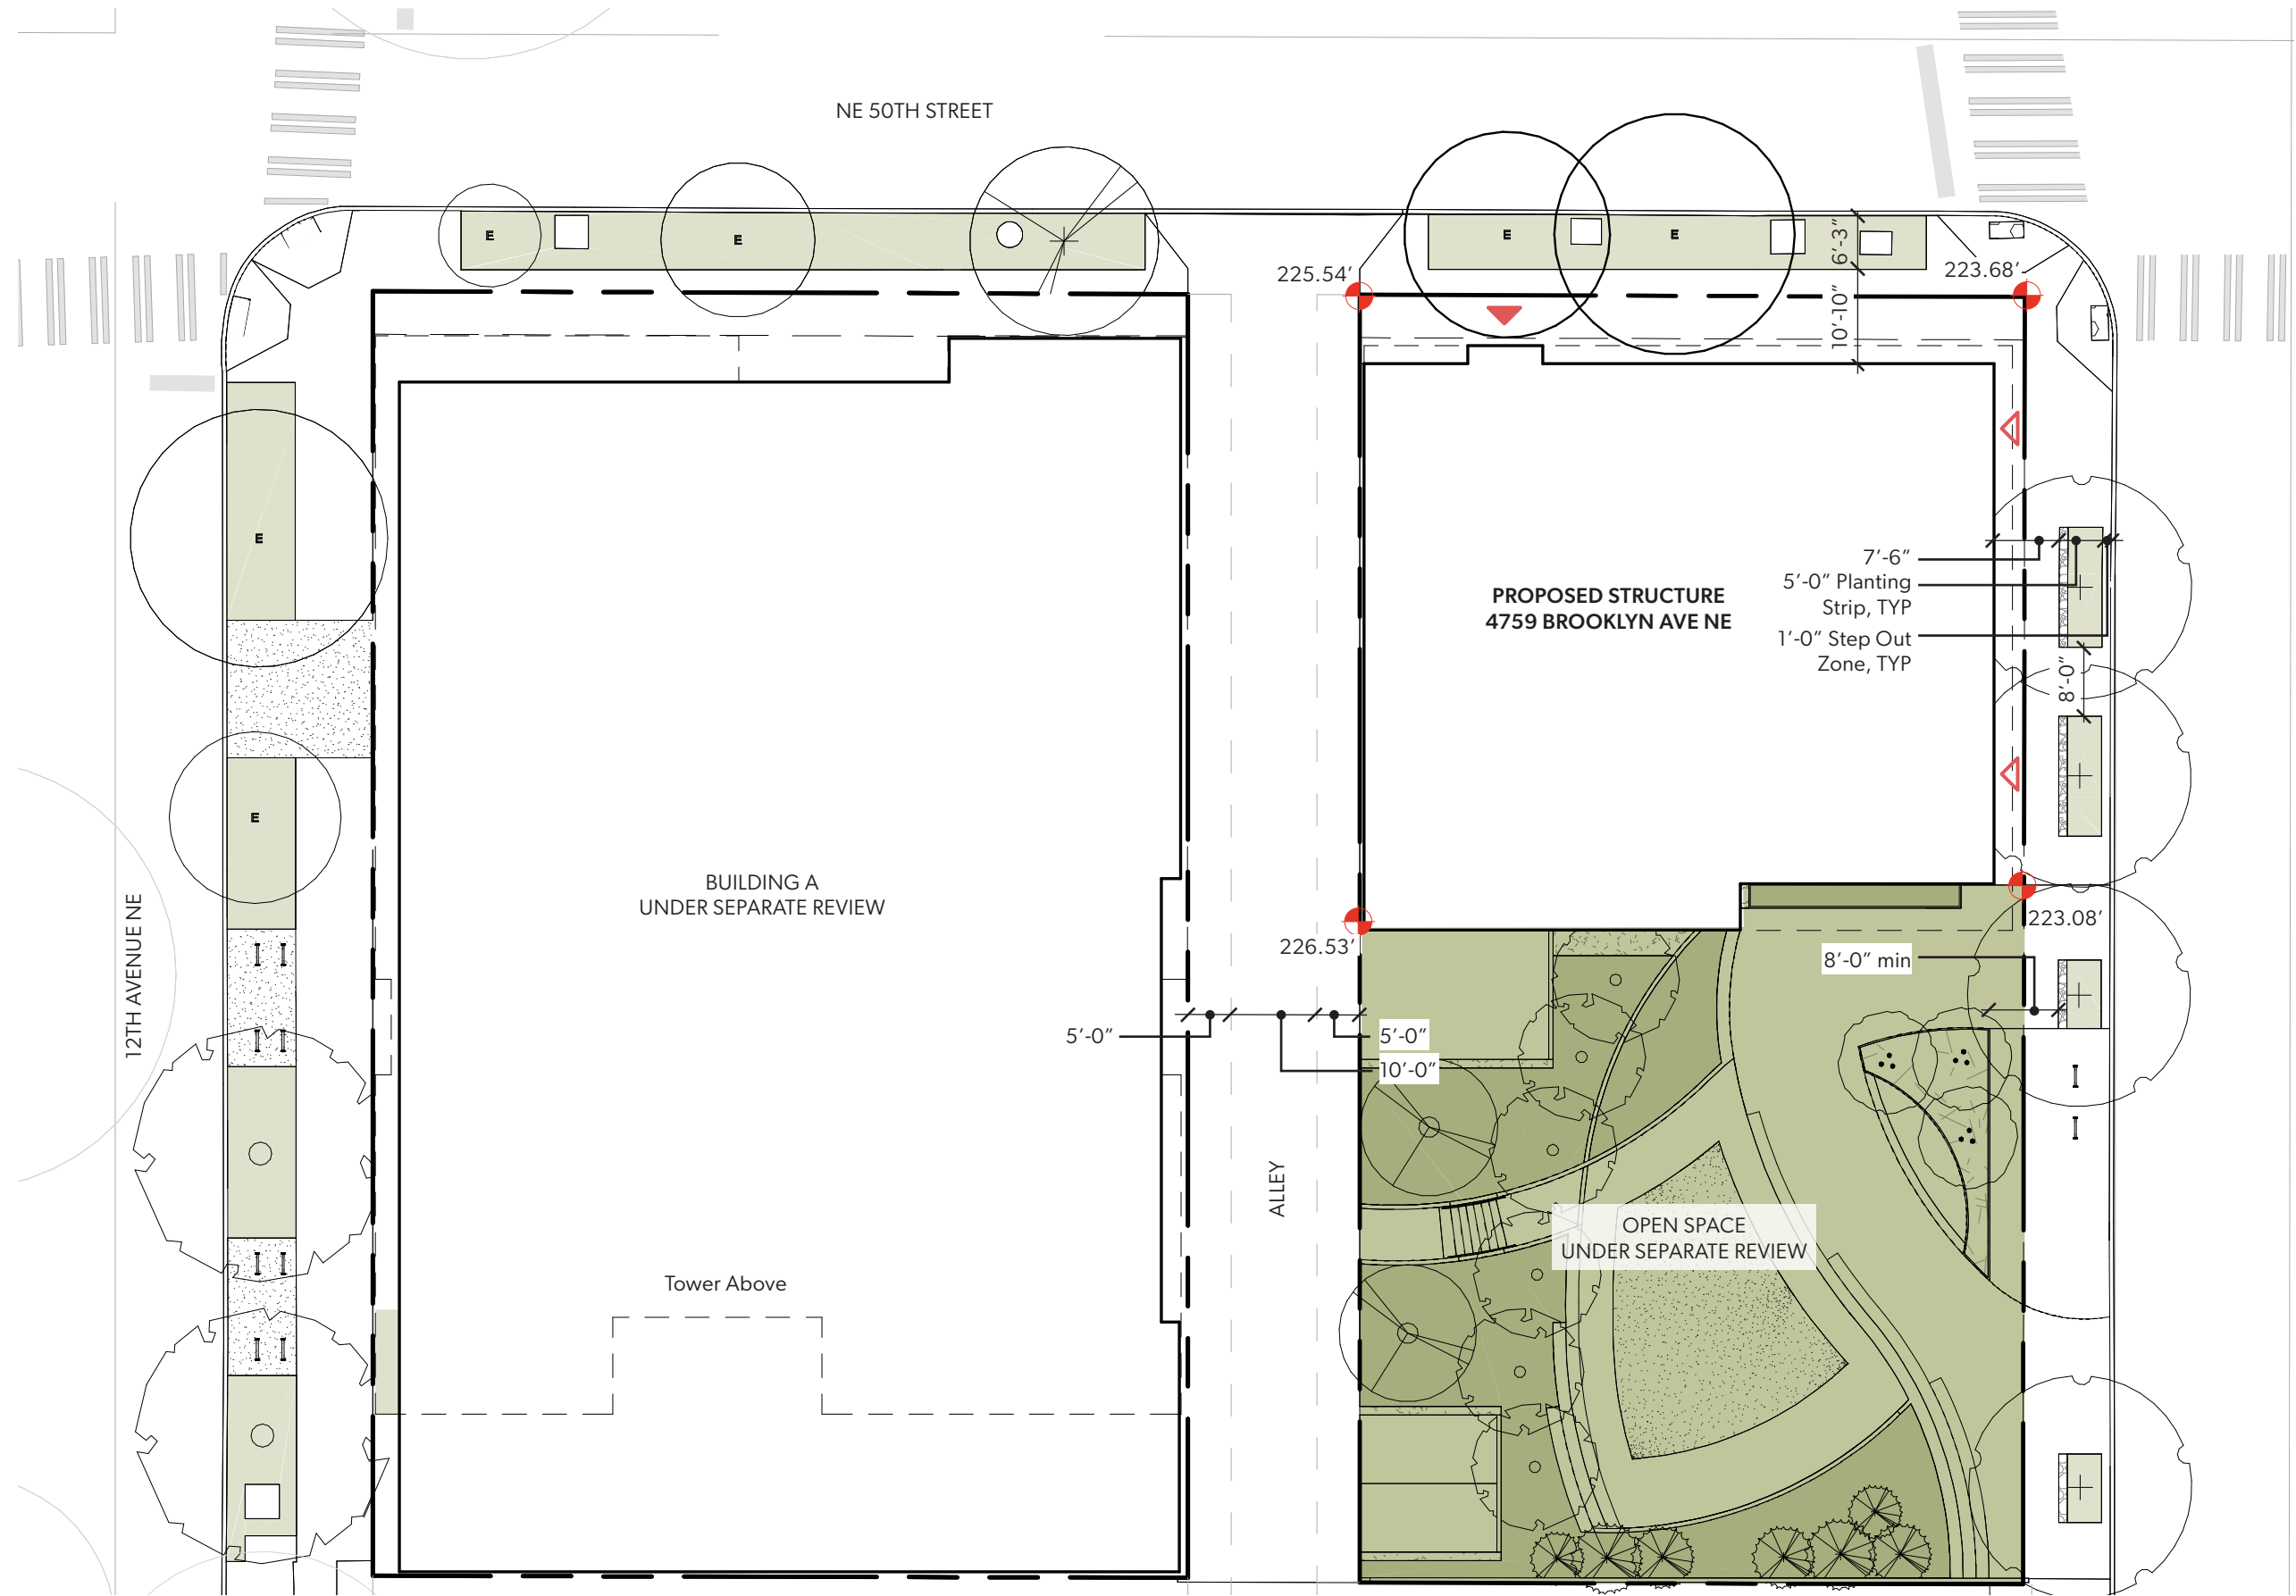 NE 50TH STREET
E
E
E
E
6'-3"
225.54'
223.68'
10'-10"
E
7'-6"
PROPOSED STRUCTURE
4759 BROOKLYN AVE NE
5'-0" Planting
Strip, TYP
1'-0" Step Out
Zone, TYP
8'-0"
E
BUILDING A
UNDER SEPARATE REVIEW
12TH AVENUE NE
223.08'
226.53'
8'-0" min
5'-0"
5'-0"
10'-0"
ALLEY
OPEN SPACE
UNDER SEPARATE REVIEW
Tower Above